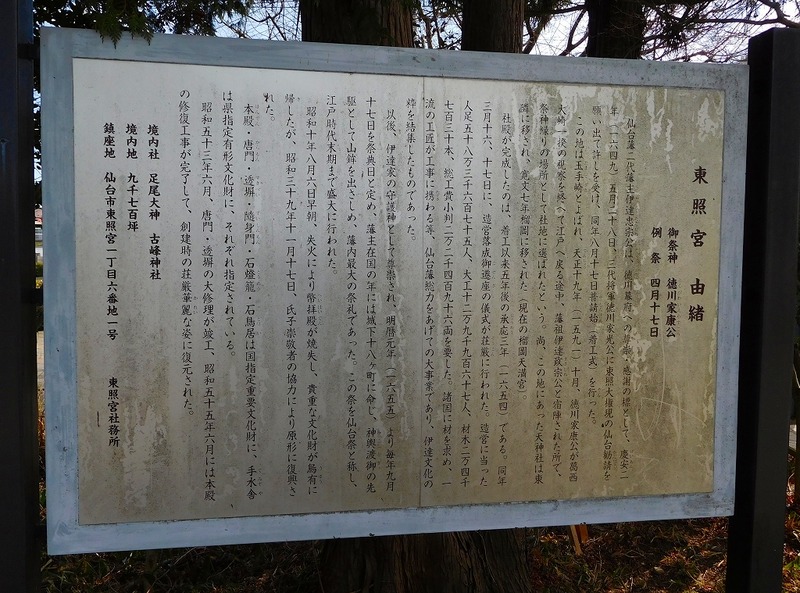 東照宮 由緒
御祭神 徳川家康公
例祭 四月十七日
仙台藩二代藩主伊達忠宗公は、徳川幕府への尊崇、感謝の標として、慶安二
年(一六四九)五月二十八日、三代将軍徳川家光公に東照大権現の仙台勧請を
願い出て許しを受け、同年八月十七日普請始(着工式)を行った。
この地は玉手崎とよばれ、天正十九年(一五九一)十月、徳川家康公が葛西
大崎一揆の視察を終へて江戸へ戻る途中、藩祖伊達政宗公と宿陣された所で、
祭神縁りの場所として社地に選ばれたという。尚、この地にあった天神社は東
隣に移され、寛文七年榴岡に移された(現在の榴岡天満宮)。
社殿が完成したのは、着工以来五年後の承応三年(一六五四)である。同年
三月十六、十七日に、造営落成御遷座の儀式が荘厳に行われた。造営に当った
人足五十八万三千六百七十五人、大工十二万九千九百六十七人、材木二万四千
七百三十本、総工費小判二万二千四百九十六両を要した。諸国に材を求め、一
流の工匠が工事に携わる等、仙台藩総力をあげての大事業であり、伊達文化の
粋を結集したものであった。
以後、伊達家の守護神として尊崇され、明暦元年(一六五五)より毎年九月
十七日を祭典日と定め、藩主在国の年には城下十八ヶ町に命し、神輿渡御の先
駆として山鉾を出さしめ、藩内最大の祭礼であった。この祭を仙台祭と称し、
江戸時代末期まで盛大に行われた。
昭和十年八月六日早朝、失火により幣拝殿が焼失し、貴重な文化財が烏有に
帰したが、昭和三十九年十一月十七日、氏子崇敬者の協力により原形に復興さ
れた。
本殿・唐門・透塀・随身門・石燈籠・石鳥居は国指定重要文化財に、手水舎・
は県指定有形文化財に、それぞれ指定されている。
昭和五十三年六月、唐門・透塀の大修理が竣工、昭和五十五年六月には本殿
の修復工事が完了して、創建時の荘厳華麗な姿に復元された。
境内社 足尾大神 古峰神社
境内地 九千七百坪
鎮座地 仙台市東照宮一丁目六番地一号
東照宮社務所